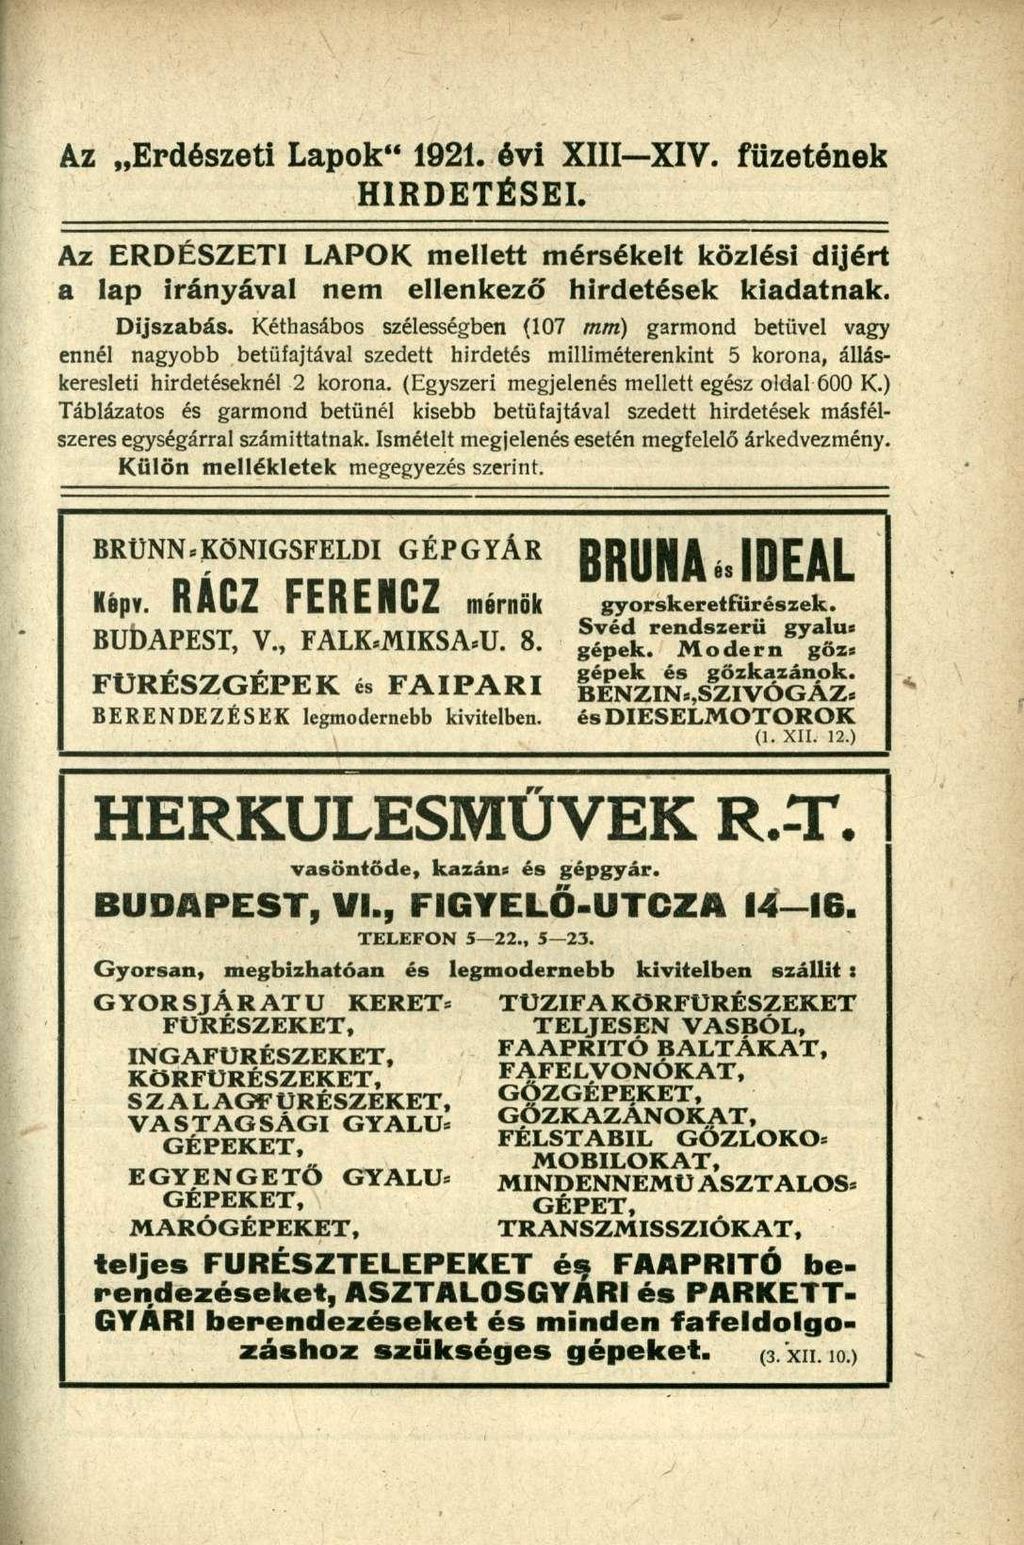 Az „Erdészeti Lapok“ 1921. évi XIII—XIV. füzetének
HIRDETÉSEI.
Az ERDÉSZETI LAPOK mellett mérsékelt közlési dijért
a lap irányával nem ellenkező hirdetések kiadatnak.
Dijszabás. Kéthasábos szélességben (107 mm) garmond betüvel vagy
ennél nagyobb betüfajtával szedett hirdetés milliméterenkint 5 korona, állás-
keresleti hirdetéseknél 2 korona. (Egyszeri megjelenés mellett egész oldal 600 K.)
Táblázatos és garmond betünél kisebb betüfajtával szedett hirdetések másfél-
szeres egységárral számittatnak. Ismételt megjelenés esetén megfelelő árkedvezmény.
Külön mellékletek megegyezés szerint.
BRÜNN-KÖNIGSFELDI GÉPGYÁR
Képv. RÁCZ FERENCZ mérnök
BUDAPEST, V., FALK-MIKSA-U. 8.
FÜRÉSZGÉPEK és FAIPARI
BERENDEZÉSEK legmodernebb kivitelben.
BRUNA és IDEAL
gyorskeretfürészek.
Svéd rendszerü gyalu-
gépek. Modern gőz-
gépek és gőzkazánok.
BENZIN-,SZIVÓGÁZ-
és DIESELMOTOROK
(1. XII. 12.)
HERKULESMŰVEK R.-T.
vasöntöde, kazán- és gépgyár.
BUDAPEST, VI., FIGYELŐ-UTCZA 14—16.
TELEFON 5—22., 5—23.
Gyorsan, megbizhatóan és legmodernebb kivitelben szállit:
GYORSJÁRATU KERET-
FÜRÉSZEKET,
INGAFÜRÉSZEKET,
KÖRFÜRÉSZEKET,
SZALAGFÜRÉSZEKET,
VASTAGSÁGI GYALU-
GÉPEKET,
EGYENGETŐ GYALU-
GÉPEKET,
MARÓGÉPEKET,
TÜZIFAKÖRFÜRÉSZEKET
TELJESEN VASBÓL,
FAAPRITÓ BALTÁKAT,
FAFELVONÓKAT,
GŐZGÉPEKET,
GŐZKAZÁNOKAT,
FÉLSTABIL GŐZLOKO-
MOBILOKAT,
MINDENNEMÜ ASZTALOS-
GÉPET,
TRANSZMISSZIÓKAT,
teljes FURÉSZTELEPEKET és FAAPRITÓ be-
rendezéseket, ASZTALOSGYÁRI és PARKETT-
GYÁRI berendezéseket és minden fafeldolgo-
záshoz szükséges gépeket. (3. XII. 10.)